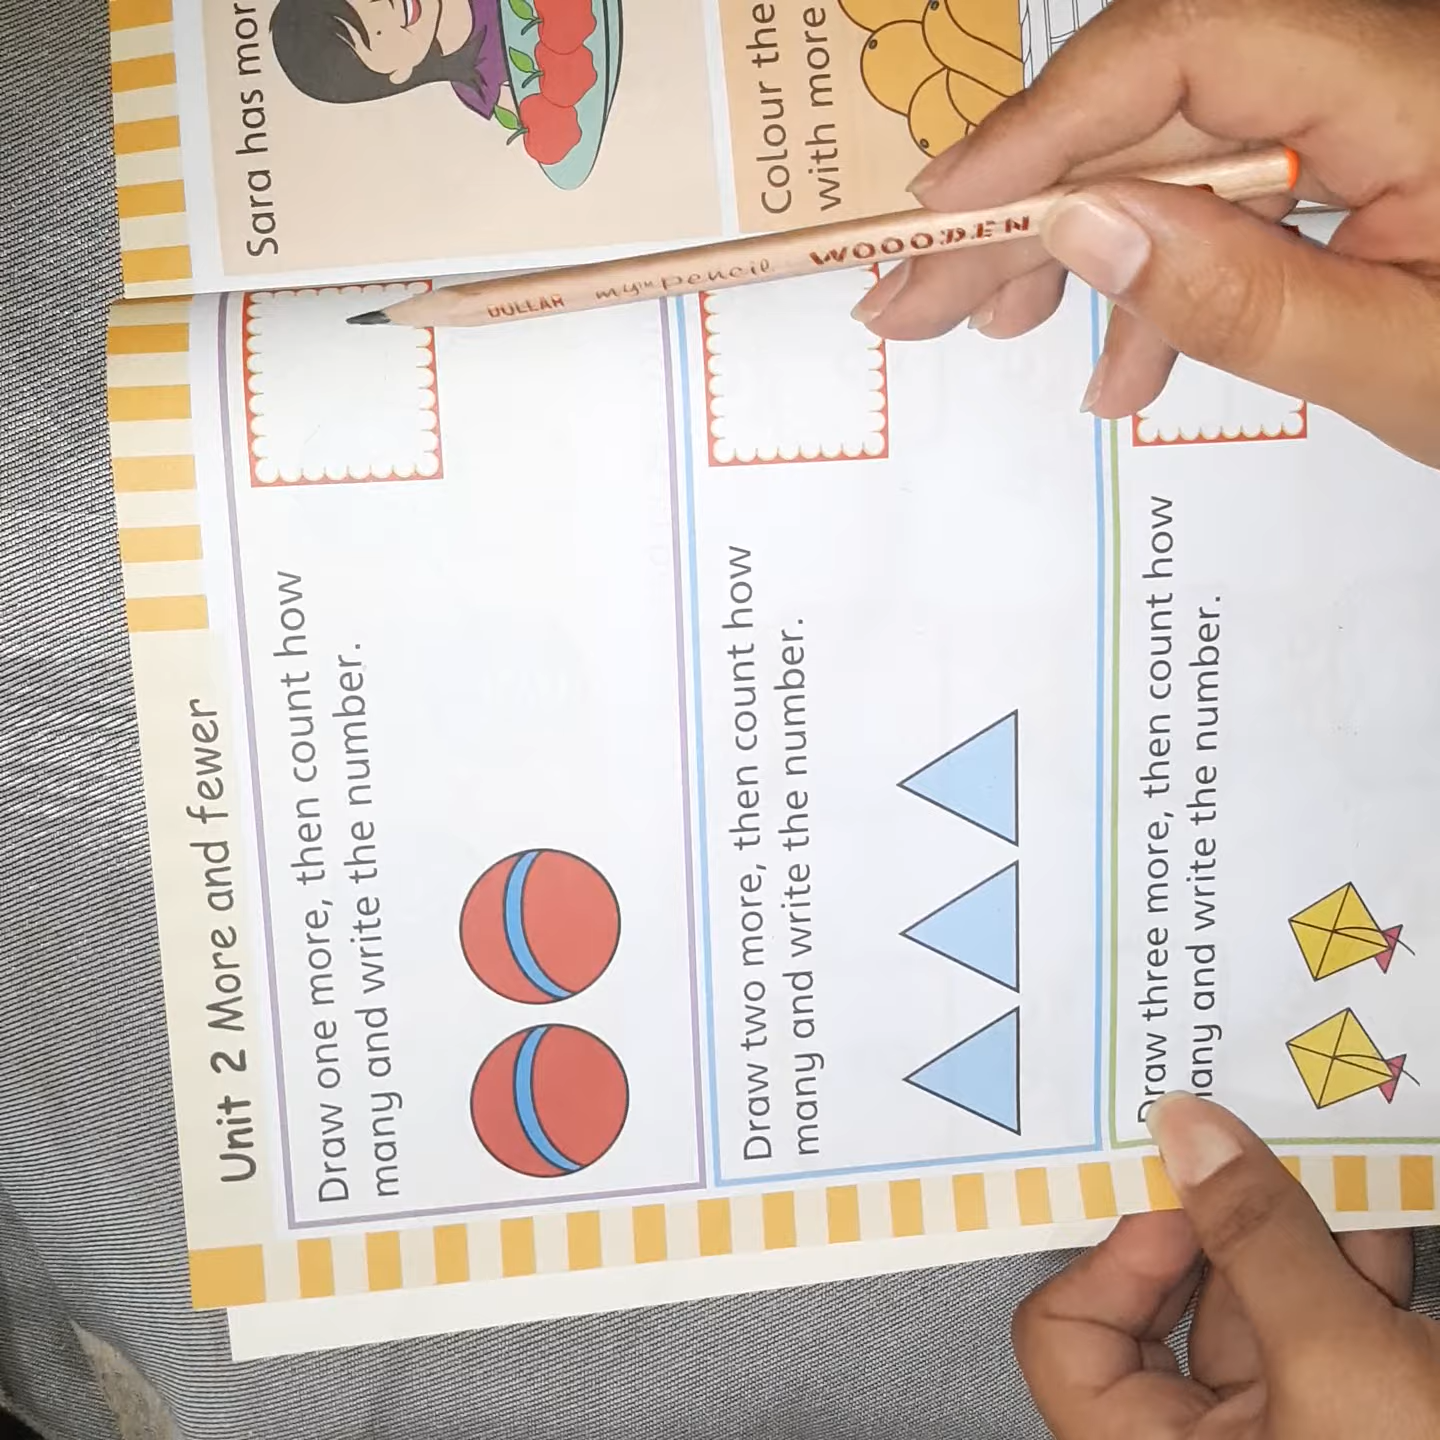 Unit 2 More and fewer
Draw one more, then count how
many and write the number.
Draw two more, then count how
many and write the number.
Draw three more, then count how
and write the number.
Sara has mor
Colour the
with more
DOLLAR my™ pencil WOOODEN